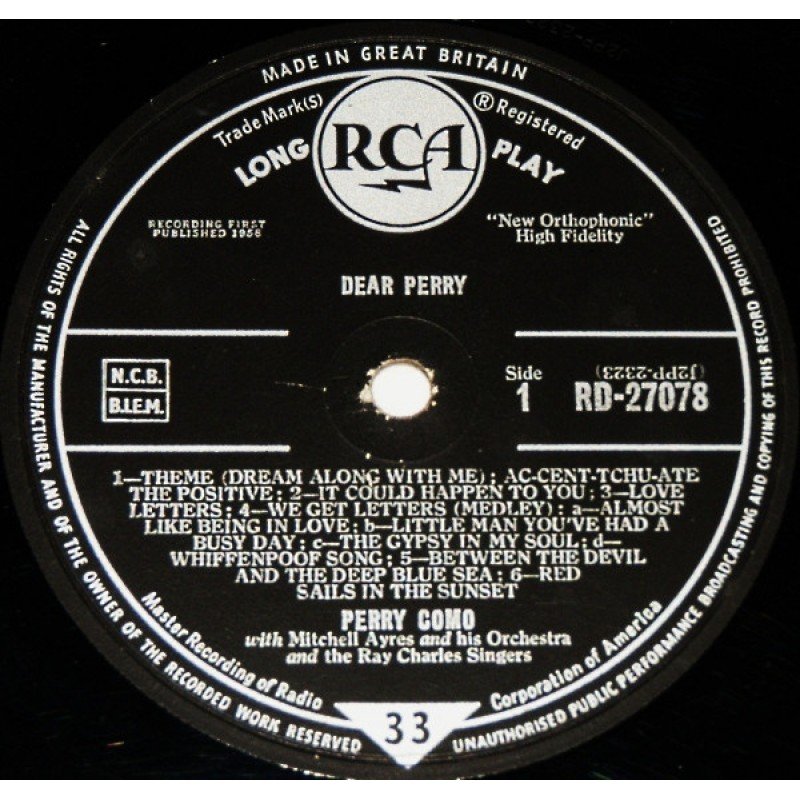 MADE IN GREAT BRITAIN
Trade Mark(s)
® Registered
LONG
RCA
PLAY
RECORDING FIRST
PUBLISHED 1958
"New Orthophonic"
High Fidelity
DEAR PERRY
N.C.B.
B.I.E.M.
Side
1
(J2PP-2323)
RD-27078
1—THEME (DREAM ALONG WITH ME); AC-CENT-TCHU-ATE
THE POSITIVE; 2—IT COULD HAPPEN TO YOU; 3—LOVE
LETTERS; 4—WE GET LETTERS (MEDLEY): a—ALMOST
LIKE BEING IN LOVE; b—LITTLE MAN YOU'VE HAD A
BUSY DAY; c—THE GYPSY IN MY SOUL; d—
WHIFFENPOOF SONG; 5—BETWEEN THE DEVIL
AND THE DEEP BLUE SEA; 6—RED
SAILS IN THE SUNSET
PERRY COMO
with Mitchell Ayres and his Orchestra
and the Ray Charles Singers
Master Recording of Radio
Corporation of America
33
ALL RIGHTS OF THE MANUFACTURER AND OF THE OWNER OF THE RECORDED WORK RESERVED
UNAUTHORISED PUBLIC PERFORMANCE BROADCASTING AND COPYING OF THIS RECORD PROHIBITED